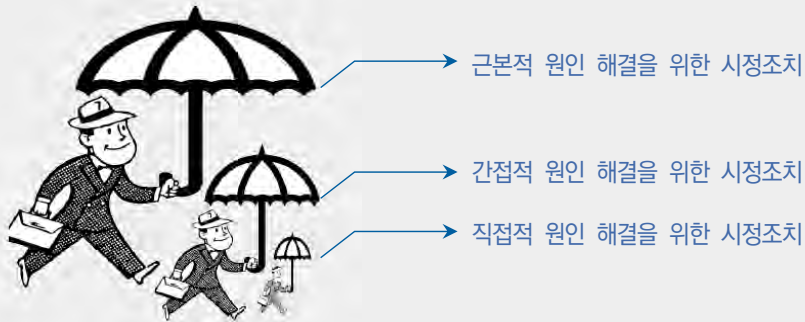 근본적 원인 해결을 위한 시정조치
간접적 원인 해결을 위한 시정조치
직접적 원인 해결을 위한 시정조치